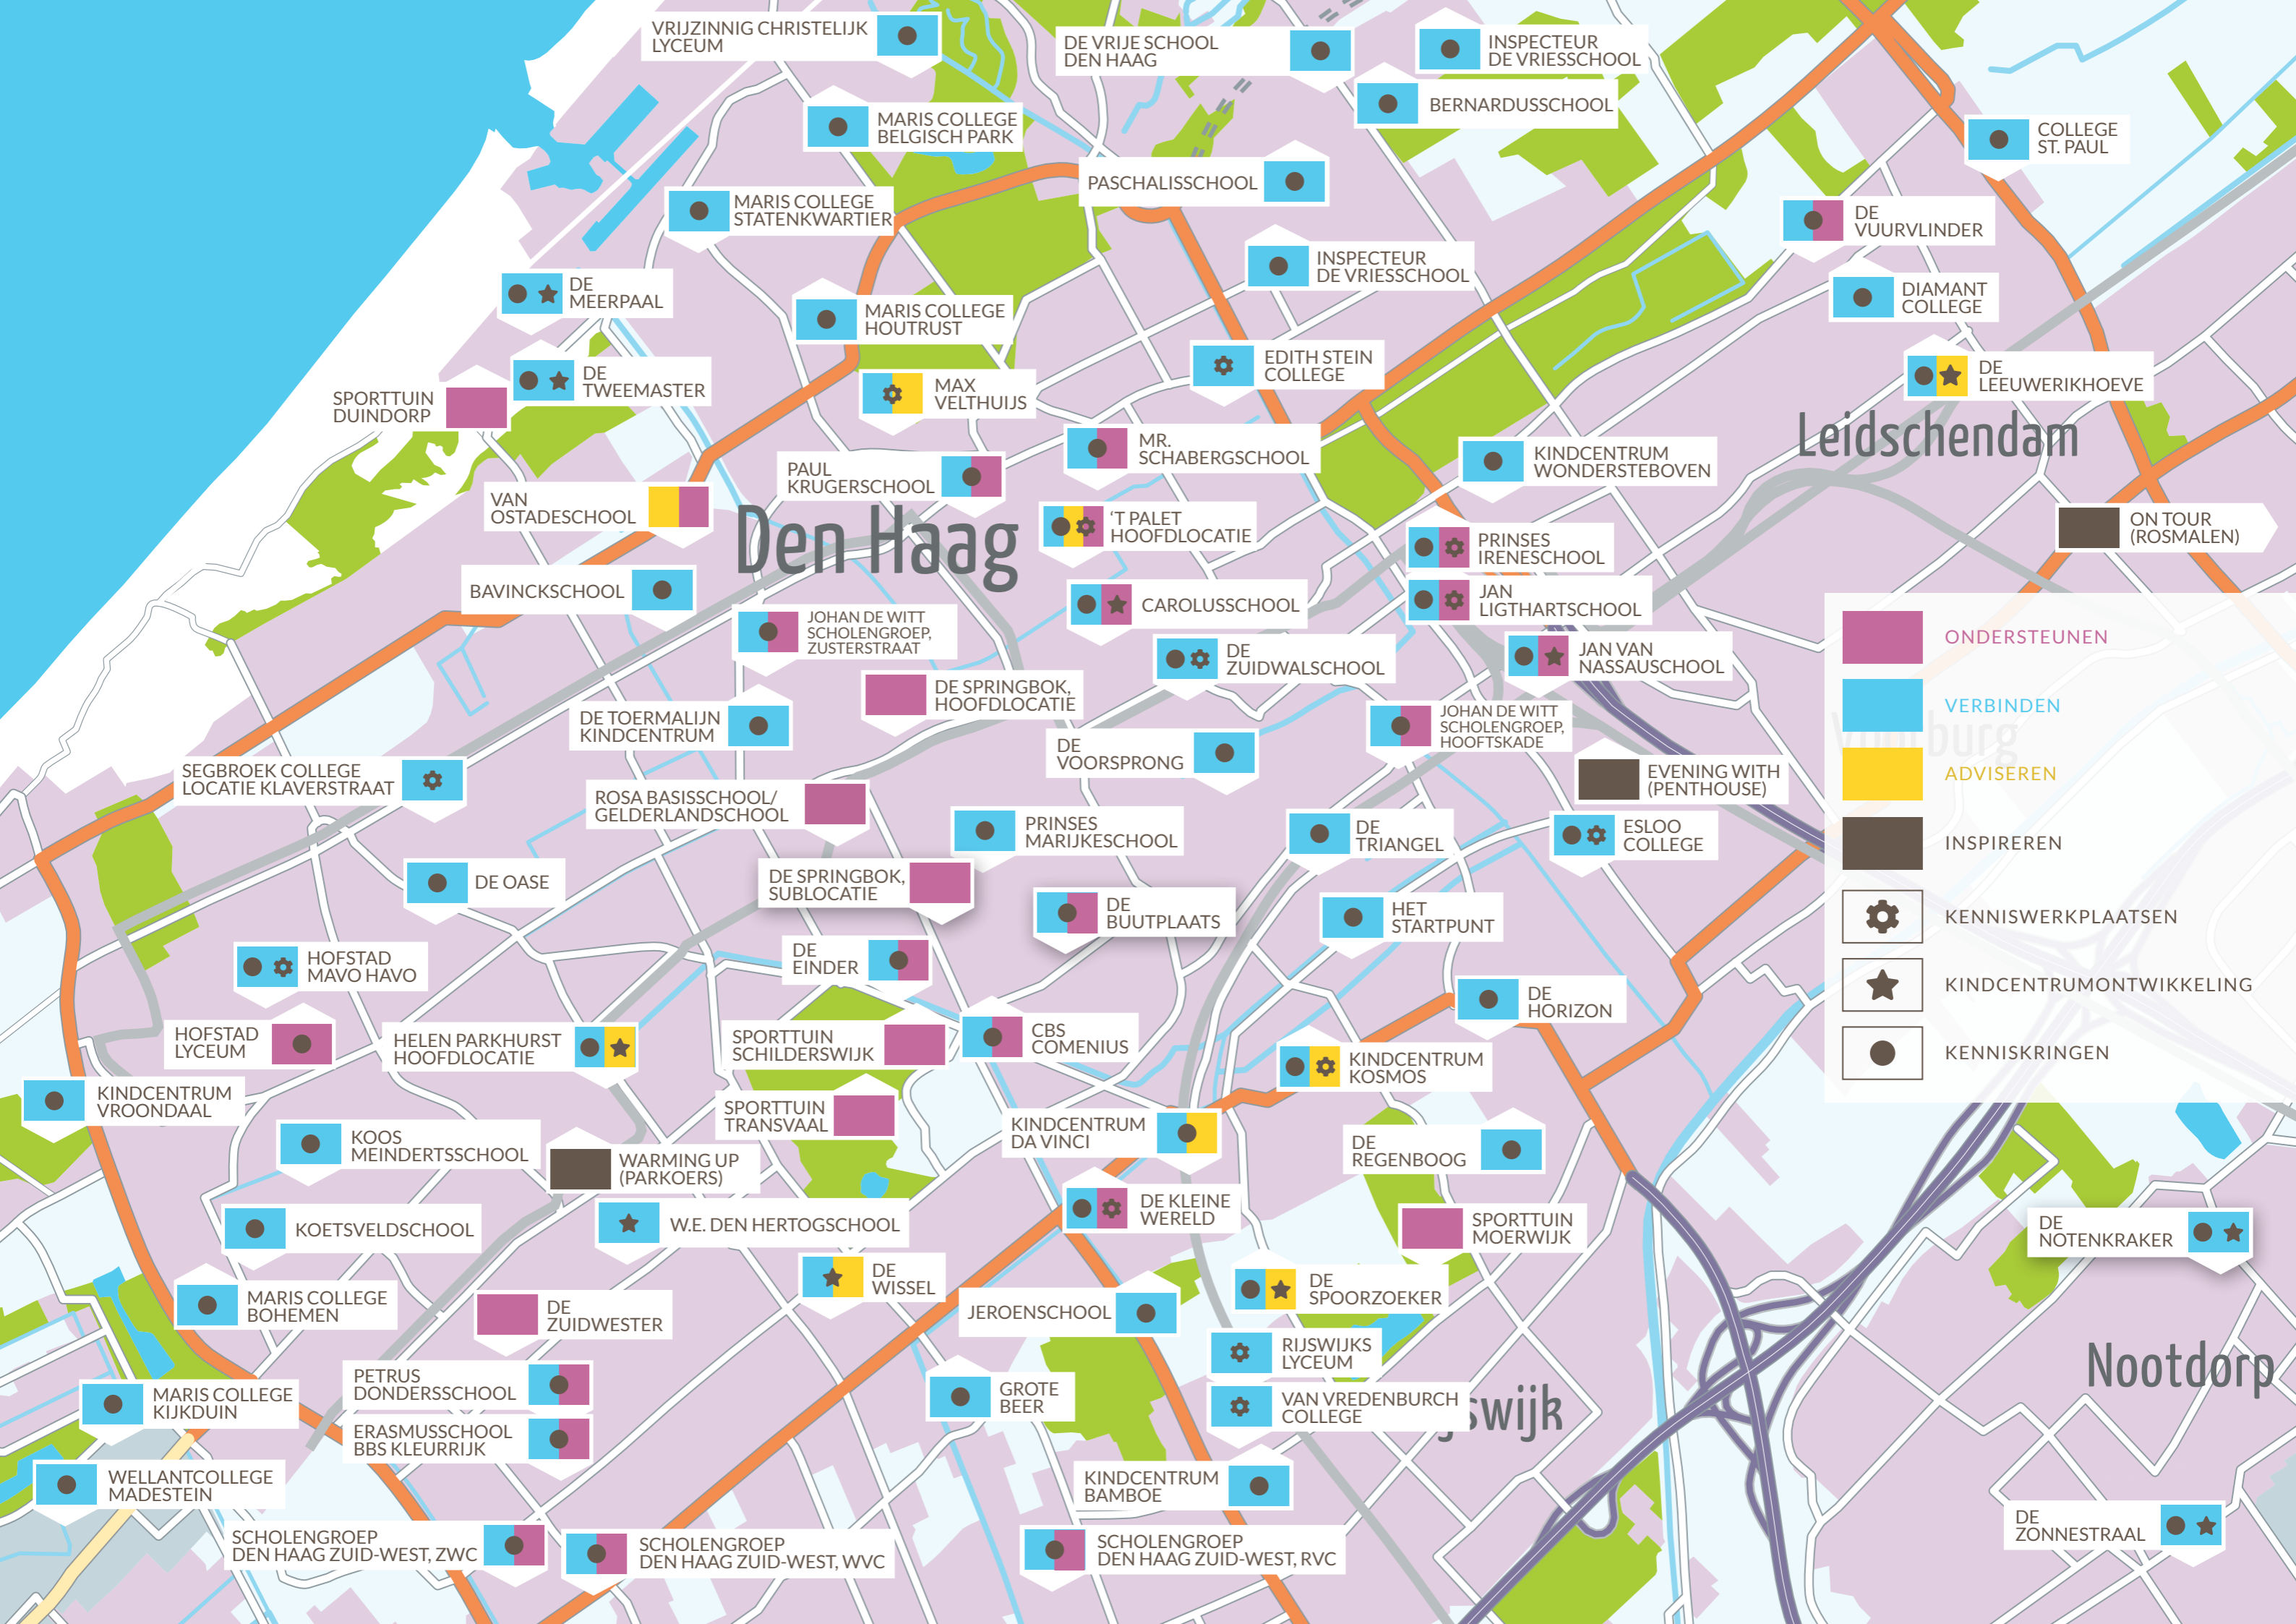 VRIJZINNIG CHRISTELIJK
LYCEUM
DE VRIJE SCHOOL
DEN HAAG
INSPECTEUR
DE VRIESSCHOOL
BERNARDUSSCHOOL
MARIS COLLEGE
BELGISCH PARK
COLLEGE
ST. PAUL
PASCHALISSCHOOL
MARIS COLLEGE
STATENKWARTIER
DE
VUURVLINDER
INSPECTEUR
DE VRIESSCHOOL
DE
MEERPAAL
DIAMANT
COLLEGE
MARIS COLLEGE
HOUTRUST
EDITH STEIN
COLLEGE
DE
LEEUWERIKHOEVE
DE
TWEEMASTER
MAX
VELTHUIJS
SPORTTUIN
DUINDORP
Leidschendam
MR.
SCHABERGSCHOOL
KINDCENTRUM
WONDERSTEBOVEN
PAUL
KRUGERSCHOOL
VAN
OSTADESCHOOL
Den Haag
'T PALET
HOOFDLOCATIE
ON TOUR
(ROSMALEN)
PRINSES
IRENESCHOOL
BAVINCKSCHOOL
CAROLUSSCHOOL
JAN
LIGTHARTSCHOOL
JOHAN DE WITT
SCHOLENGROEP,
ZUSTERSTRAAT
ONDERSTEUNEN
DE
ZUIDWALSCHOOL
JAN VAN
NASSAUSCHOOL
DE SPRINGBOK,
HOOFDLOCATIE
VERBINDEN
DE TOERMALIJN
KINDCENTRUM
JOHAN DE WITT
SCHOLENGROEP,
HOOFTSKADE
DE
VOORSPRONG
Voorburg
ADVISEREN
SEGBROEK COLLEGE
LOCATIE KLAVERSTRAAT
EVENING WITH
(PENTHOUSE)
ROSA BASISSCHOOL/
GELDERLANDSCHOOL
PRINSES
MARIJKESCHOOL
DE
TRIANGEL
ESLOO
COLLEGE
INSPIREREN
DE OASE
DE SPRINGBOK,
SUBLOCATIE
DE
BUUTPLAATS
HET
STARTPUNT
KENNISWERKPLAATSEN
HOFSTAD
MAVO HAVO
DE
EINDER
KINDCENTRUMONTWIKKELING
DE
HORIZON
HOFSTAD
LYCEUM
HELEN PARKHURST
HOOFDLOCATIE
SPORTTUIN
SCHILDERSWIJK
CBS
COMENIUS
KENNISKRINGEN
KINDCENTRUM
KOSMOS
KINDCENTRUM
VROONDAAL
SPORTTUIN
TRANSVAAL
KINDCENTRUM
DA VINCI
KOOS
MEINDERTSSCHOOL
DE
REGENBOOG
WARMING UP
(PARKOERS)
DE KLEINE
WERELD
KOETSVELDSCHOOL
W.E. DEN HERTOGSCHOOL
SPORTTUIN
MOERWIJK
DE
NOTENKRAKER
DE
WISSEL
DE
SPOORZOEKER
MARIS COLLEGE
BOHEMEN
DE
ZUIDWESTER
JEROENSCHOOL
RIJSWIJKS
LYCEUM
Nootdorp
PETRUS
DONDERSSCHOOL
MARIS COLLEGE
KIJKDUIN
GROTE
BEER
VAN VREDENBURCH
COLLEGE
swijk
ERASMUSSCHOOL
BBS KLEURRIJK
WELLANTCOLLEGE
MADESTEIN
KINDCENTRUM
BAMBOE
DE
ZONNESTRAAL
SCHOLENGROEP
DEN HAAG ZUID-WEST, ZWC
SCHOLENGROEP
DEN HAAG ZUID-WEST, WVC
SCHOLENGROEP
DEN HAAG ZUID-WEST, RVC